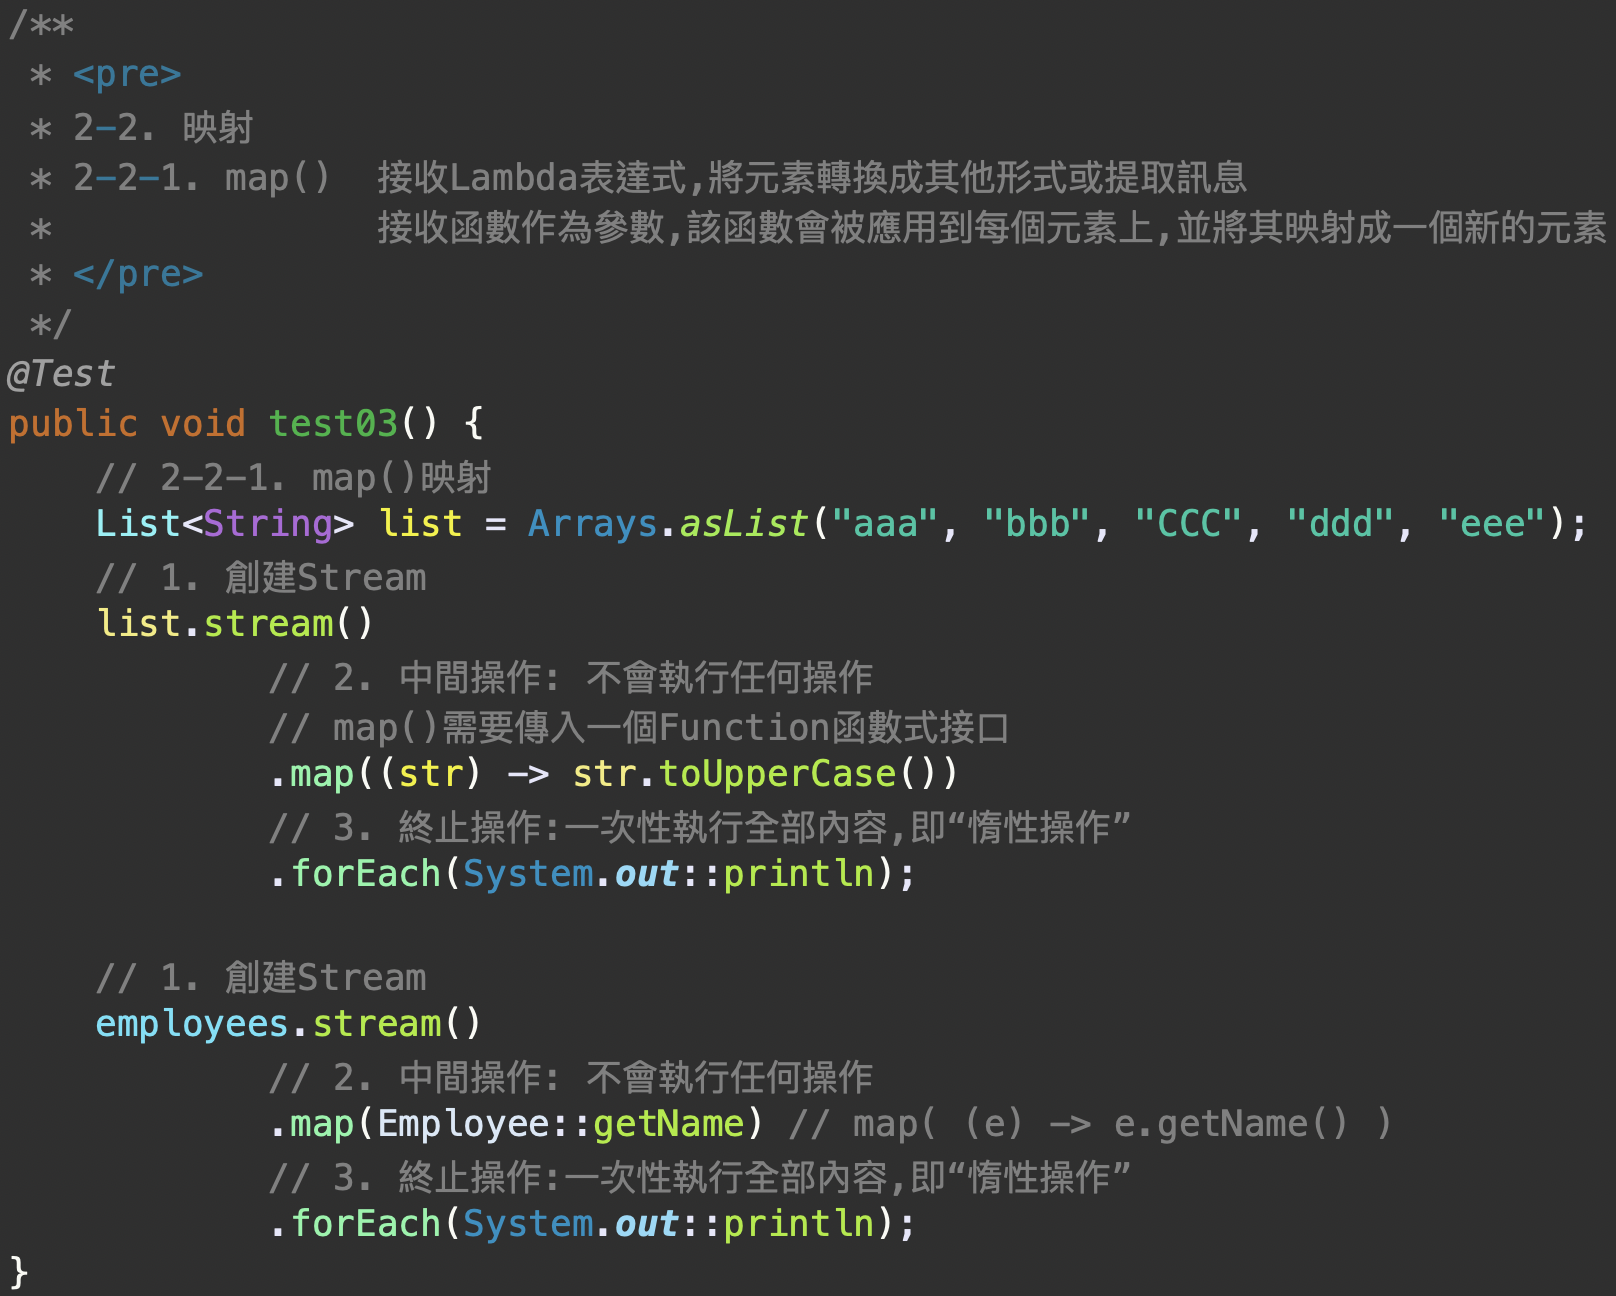 /**
 * <pre>
 * 2-2. 映射
 * 2-2-1. map()  接收Lambda表達式,將元素轉換成其他形式或提取訊息
 *               接收函數作為參數,該函數會被應用到每個元素上,並將其映射成一個新的元素
 * </pre>
 */
@Test
public void test03() {
    // 2-2-1. map()映射
    List<String> list = Arrays.asList("aaa", "bbb", "CCC", "ddd", "eee");
    // 1. 創建Stream
    list.stream()
            // 2. 中間操作: 不會執行任何操作
            // map()需要傳入一個Function函數式接口
            .map((str) -> str.toUpperCase())
            // 3. 終止操作:一次性執行全部內容,即“惰性操作”
            .forEach(System.out::println);

    // 1. 創建Stream
    employees.stream()
            // 2. 中間操作: 不會執行任何操作
            .map(Employee::getName) // map( (e) -> e.getName() )
            // 3. 終止操作:一次性執行全部內容,即“惰性操作”
            .forEach(System.out::println);
}